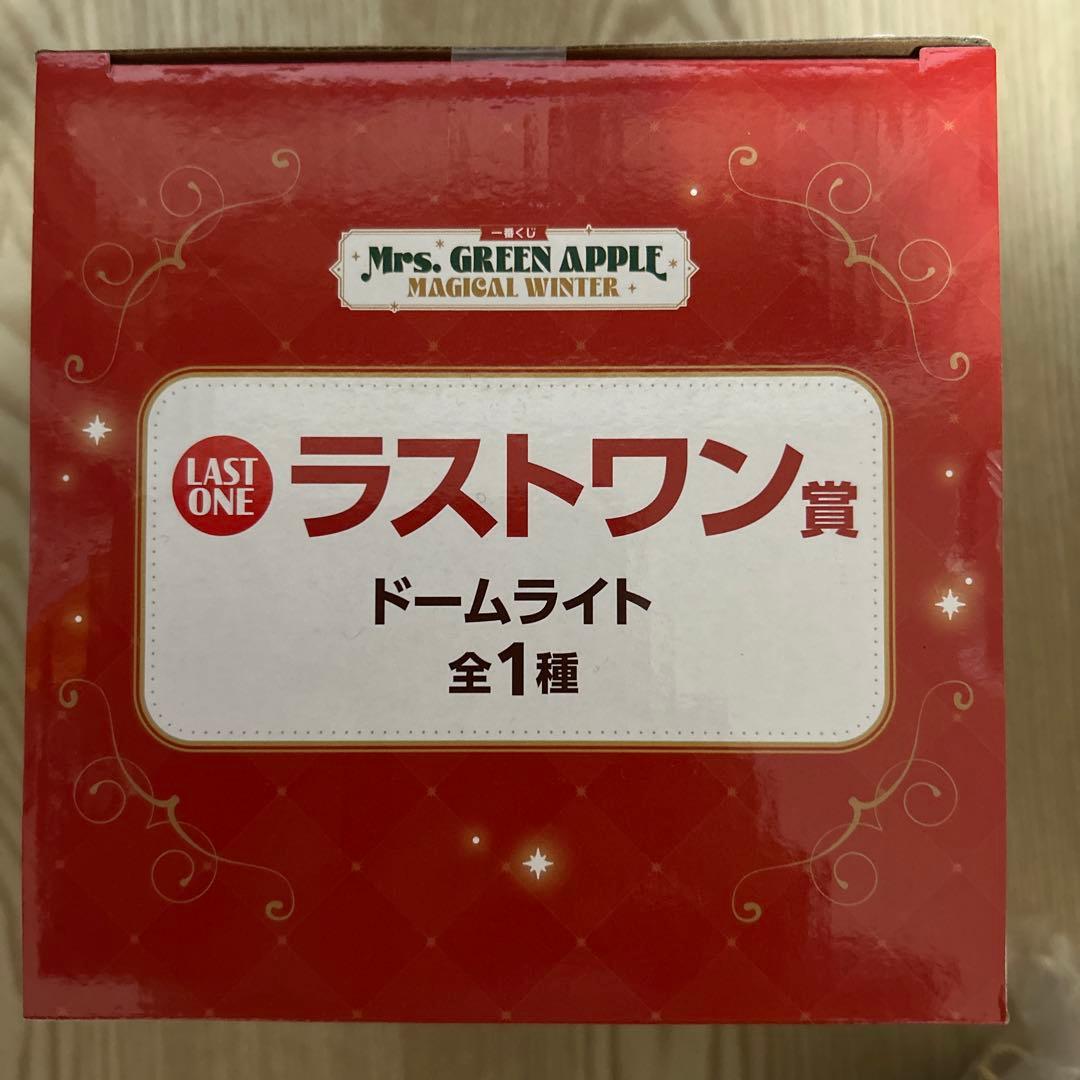 一番くじ
Mrs. GREEN APPLE
MAGICAL WINTER
LAST ONE ラストワン賞
ドームライト
全1種